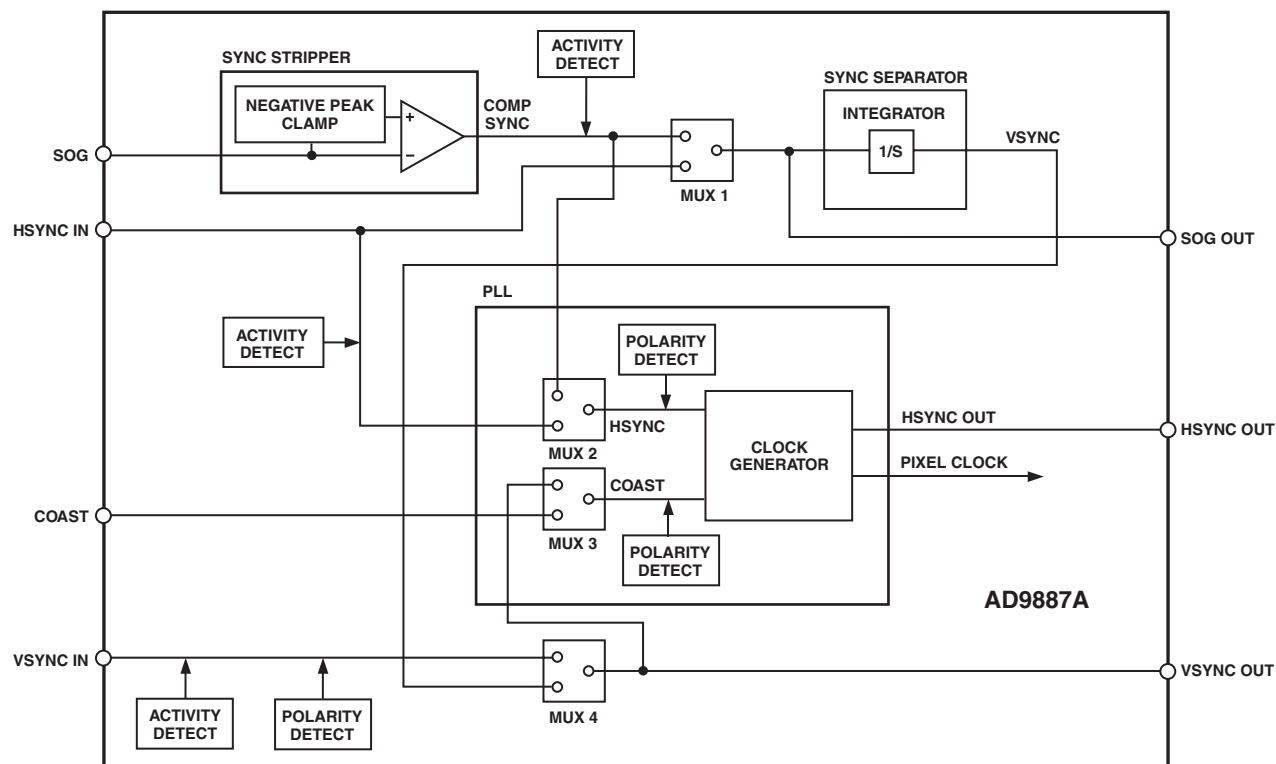 SYNC STRIPPER
NEGATIVE PEAK
CLAMP
+
–
COMP
SYNC
ACTIVITY
DETECT
SYNC SEPARATOR
INTEGRATOR
1/S
VSYNC
MUX 1
SOG
HSYNC IN
SOG OUT
PLL
ACTIVITY
DETECT
POLARITY
DETECT
HSYNC
MUX 2
CLOCK
GENERATOR
HSYNC OUT
HSYNC OUT
PIXEL CLOCK
COAST
COAST
MUX 3
POLARITY
DETECT
AD9887A
VSYNC IN
ACTIVITY
DETECT
POLARITY
DETECT
MUX 4
VSYNC OUT